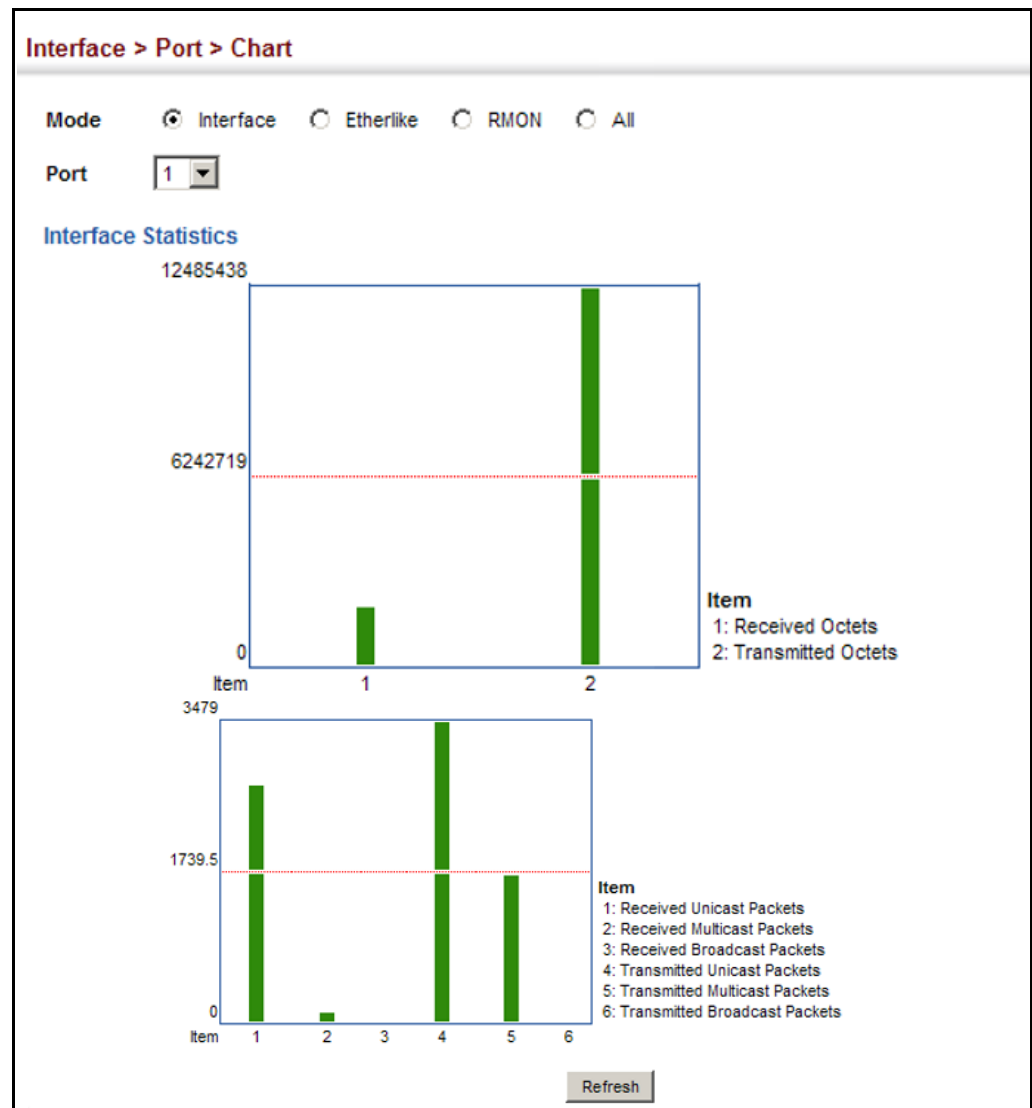 Interface > Port > Chart
Mode Interface Etherlike RMON All
Port 1
Interface Statistics
12485438
6242719
0
Item 1 2
Item
1: Received Octets
2: Transmitted Octets
3479
1739.5
0
Item 1 2 3 4 5 6
Item
1: Received Unicast Packets
2: Received Multicast Packets
3: Received Broadcast Packets
4: Transmitted Unicast Packets
5: Transmitted Multicast Packets
6: Transmitted Broadcast Packets
Refresh